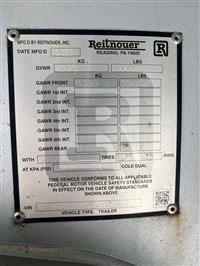 MFG D BY REITNOUER, INC.
Reitnouer
READING, PA 19605
DATE MFG'D
R
KG
LBS
GVWR
KG
LBS
GAWR FRONT
GAWR 1st INT.
GAWR 2nd INT.
GAWR 3rd INT.
GAWR 4th INT.
GAWR 5th INT.
GAWR 6th INT.
GAWR REAR
WITH
TIRES
RIMS
AT KPA (PSI)
COLD DUAL
THIS VEHICLE CONFORMS TO ALL APPLICABLE
FEDERAL MOTOR VEHICLE SAFETY STANDARDS
IN EFFECT ON THE DATE OF MANUFACTURE
SHOWN ABOVE.
VIN
VEHICLE TYPE: TRAILER